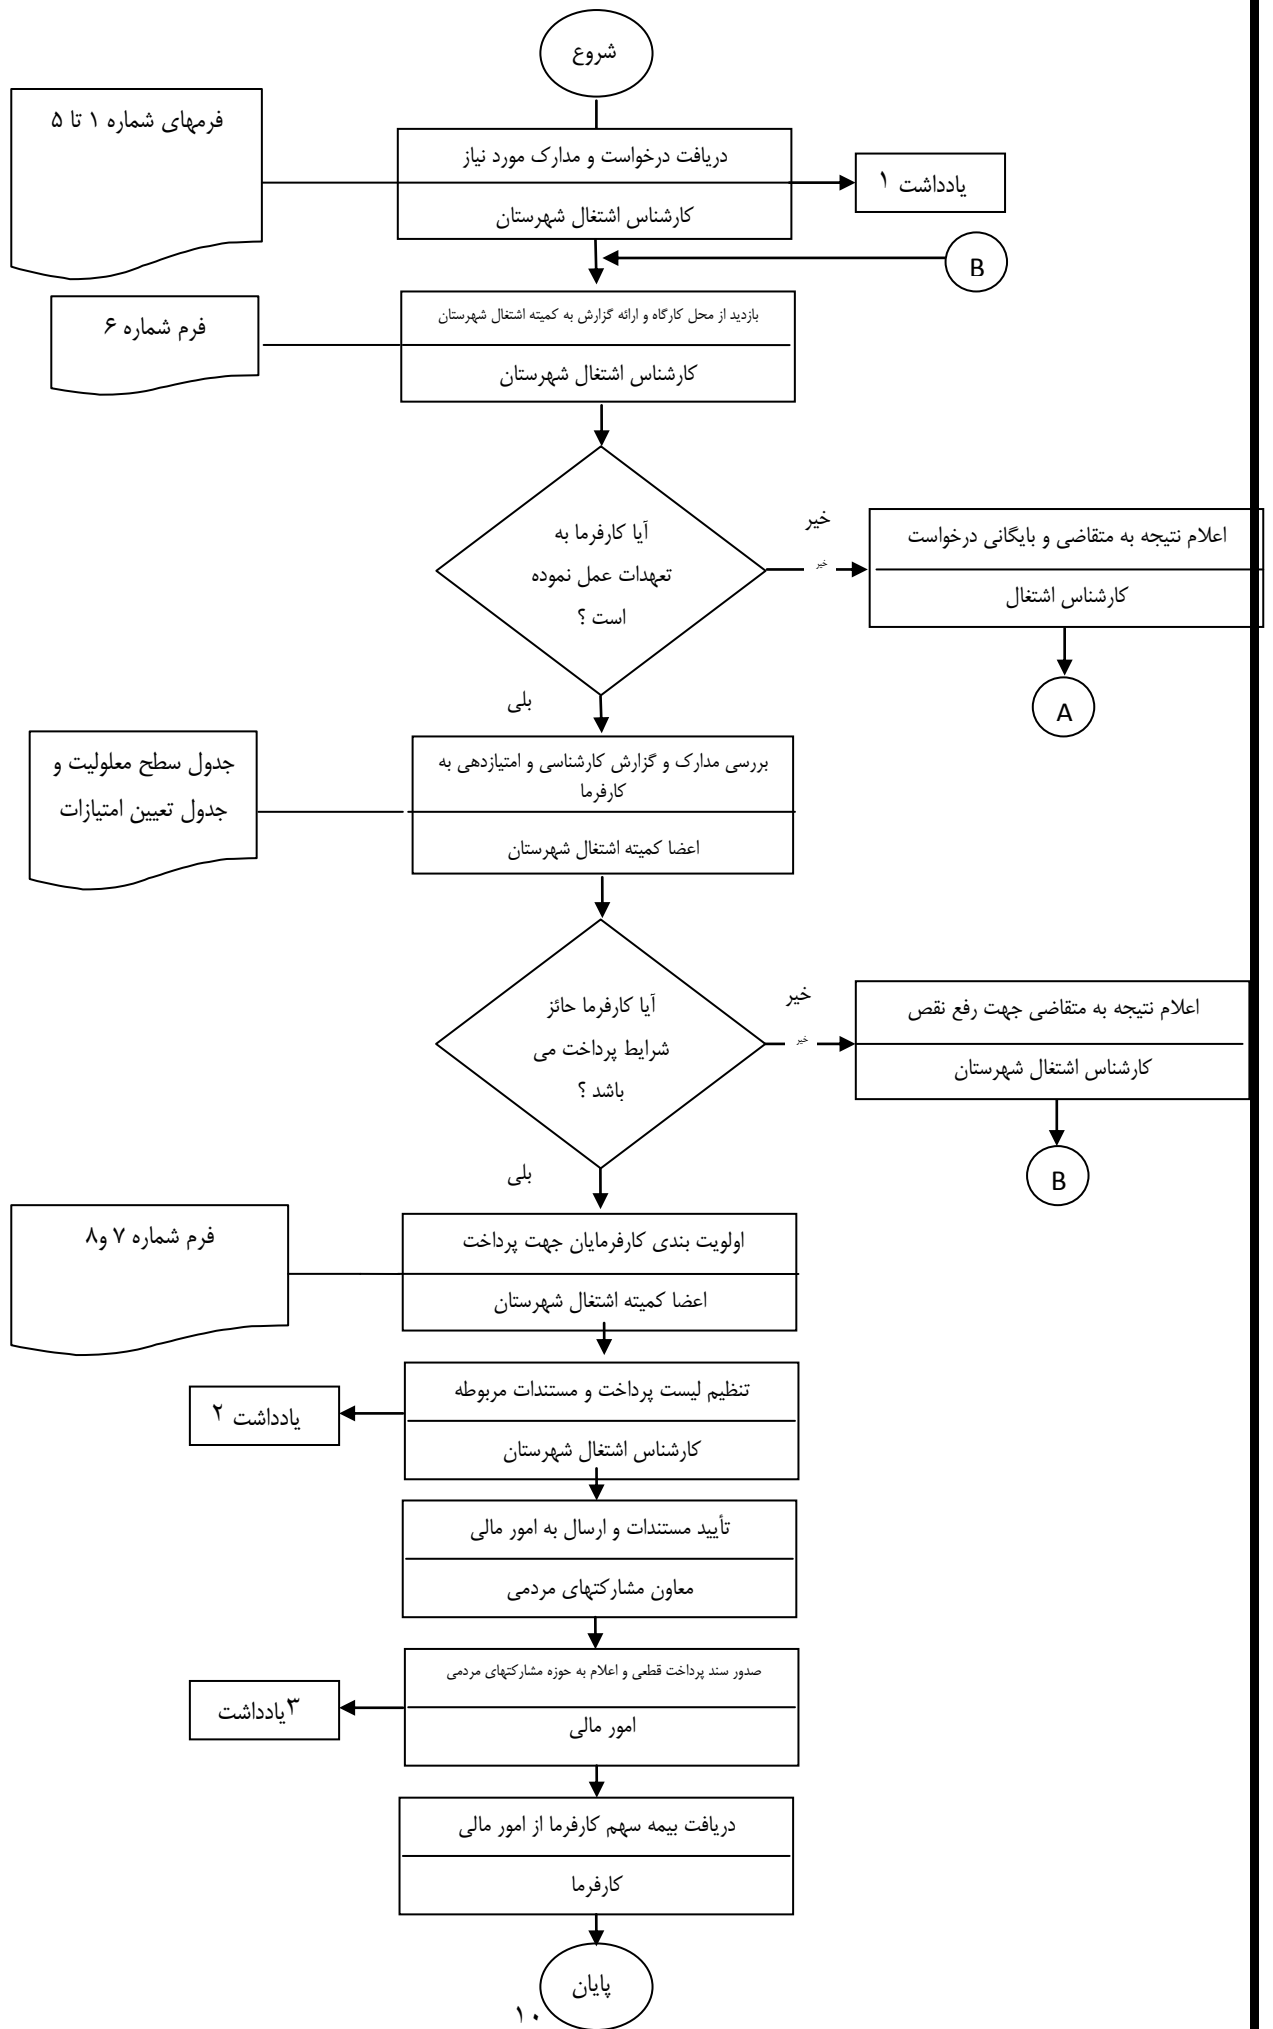 شروع
فرمهای شماره ۱ تا ۵
دریافت درخواست و مدارک مورد نیاز
کارشناس اشتغال شهرستان
یادداشت ۱
B
بازدید از محل کارگاه و ارائه گزارش به کمیته اشتغال شهرستان
کارشناس اشتغال شهرستان
فرم شماره ۶
آیا کارفرما به
تعهدات عمل نموده
است ؟
خیر
خیر
اعلام نتیجه به متقاضی و بایگانی درخواست
کارشناس اشتغال
A
بلی
جدول سطح معلولیت و
جدول تعیین امتیازات
بررسی مدارک و گزارش کارشناسی و امتیازدهی به
کارفرما
اعضا کمیته اشتغال شهرستان
آیا کارفرما حائز
شرایط پرداخت می
باشد ؟
خیر
خیر
اعلام نتیجه به متقاضی جهت رفع نقص
کارشناس اشتغال شهرستان
B
بلی
فرم شماره ۷ و۸
اولویت بندی کارفرمایان جهت پرداخت
اعضا کمیته اشتغال شهرستان
تنظیم لیست پرداخت و مستندات مربوطه
کارشناس اشتغال شهرستان
یادداشت ۲
تأیید مستندات و ارسال به امور مالی
معاون مشارکتهای مردمی
صدور سند پرداخت قطعی و اعلام به حوزه مشارکتهای مردمی
امور مالی
۳یادداشت
دریافت بیمه سهم کارفرما از امور مالی
کارفرما
پایان
۱۰